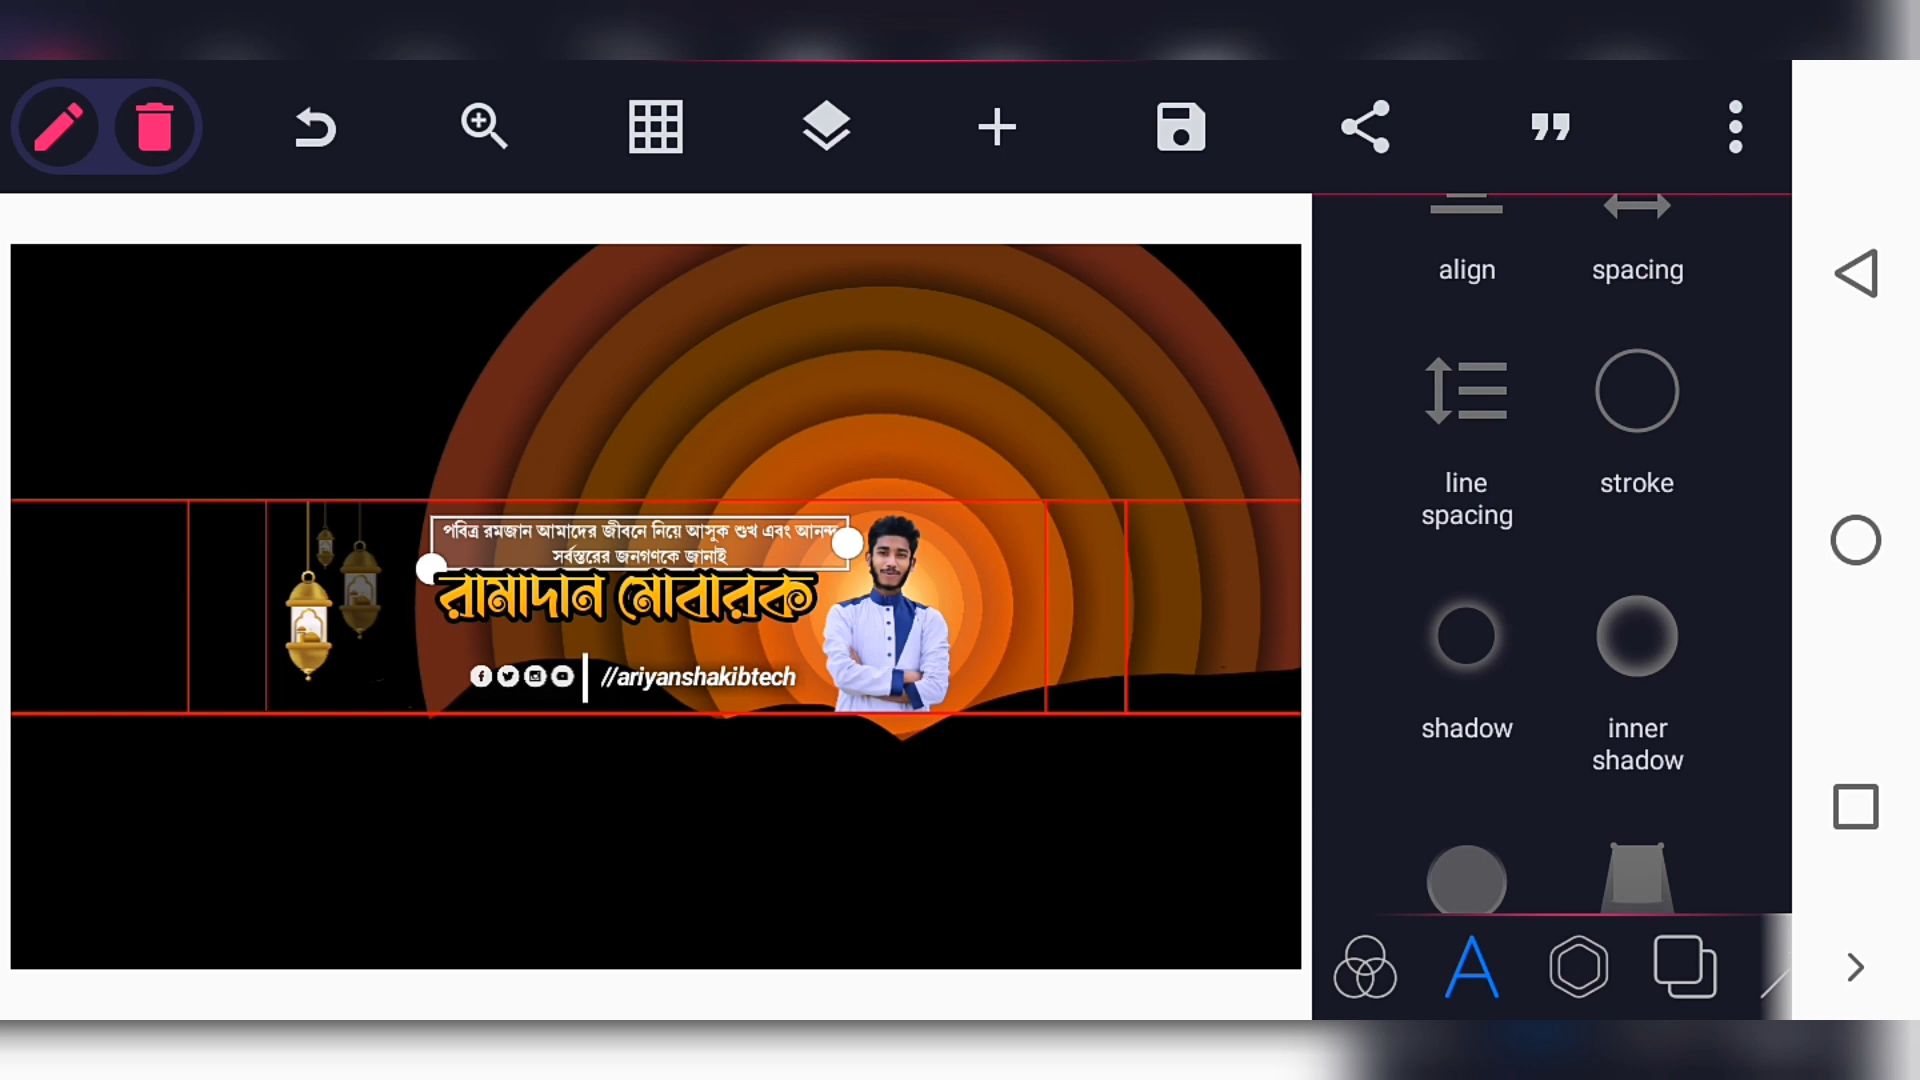 align
spacing
পবিত্র রমজান আমাদের জীবনে নিয়ে আসুক শুখ এবং আনন্দ
সর্বস্তরের জনগণকে জানাই
রামাদান মোবারক
//ariyanshakibtech
line
spacing
stroke
shadow
inner
shadow